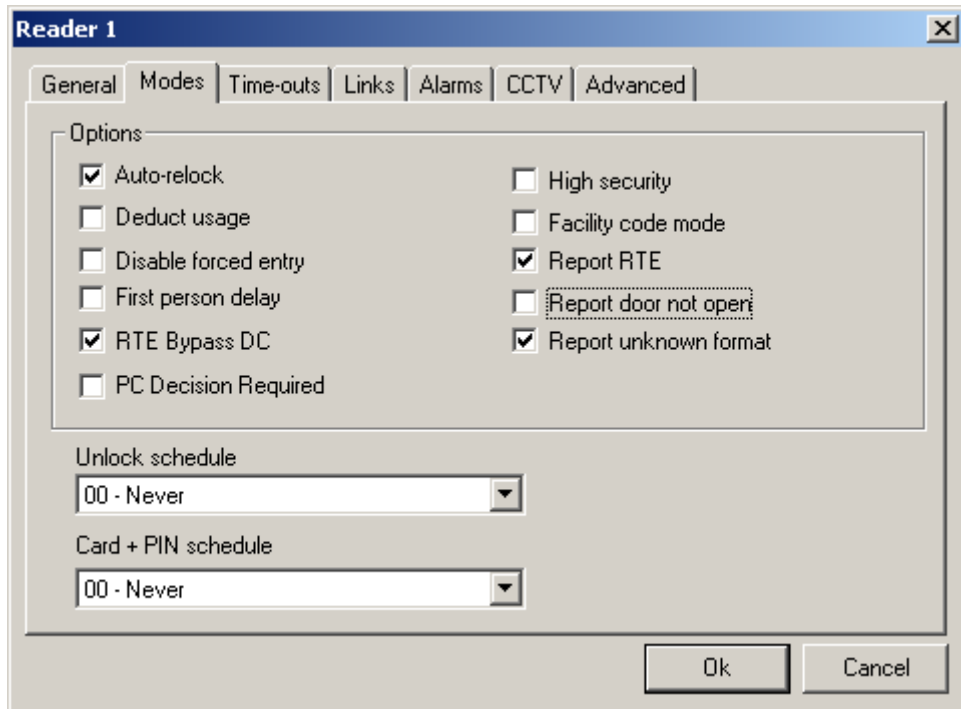 Reader 1
General Modes Time-outs Links Alarms CCTV Advanced
Options
Auto-relock
Deduct usage
Disable forced entry
First person delay
RTE Bypass DC
PC Decision Required
High security
Facility code mode
Report RTE
Report door not open
Report unknown format
Unlock schedule
00 - Never
Card + PIN schedule
00 - Never
Ok Cancel